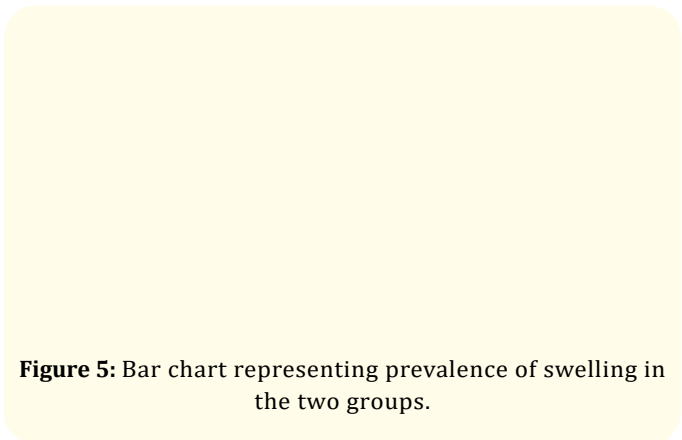 Figure 5: Bar chart representing prevalence of swelling in
the two groups.